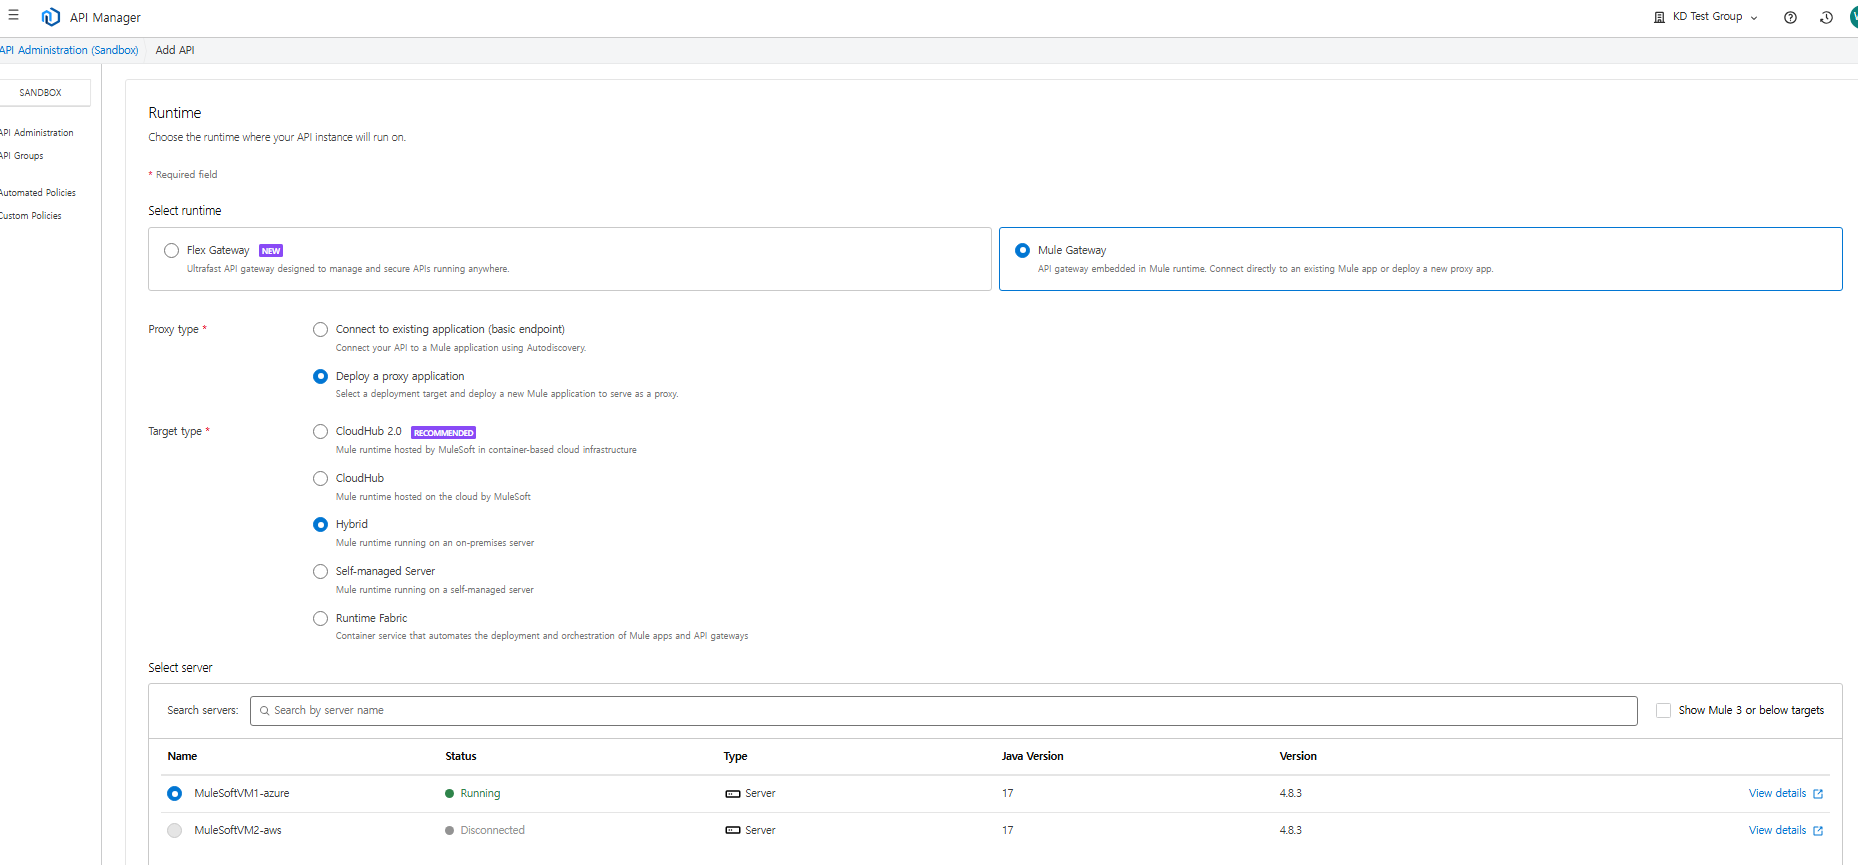 API Manager
KD Test Group
API Administration (Sandbox) Add API
SANDBOX
API Administration
API Groups
Automated Policies
Custom Policies
Runtime
Choose the runtime where your API instance will run on.
* Required field
Select runtime
Flex Gateway NEW
Ultrafast API gateway designed to manage and secure APIs running anywhere.
Mule Gateway
API gateway embedded in Mule runtime. Connect directly to an existing Mule app or deploy a new proxy app.
Proxy type *
Connect to existing application (basic endpoint)
Connect your API to a Mule application using Autodiscovery.
Deploy a proxy application
Select a deployment target and deploy a new Mule application to serve as a proxy.
Target type *
CloudHub 2.0 RECOMMENDED
Mule runtime hosted by MuleSoft in container-based cloud infrastructure
CloudHub
Mule runtime hosted on the cloud by MuleSoft
Hybrid
Mule runtime running on an on-premises server
Self-managed Server
Mule runtime running on a self-managed server
Runtime Fabric
Container service that automates the deployment and orchestration of Mule apps and API gateways
Select server
Search servers: Search by server name Show Mule 3 or below targets
Name Status Type Java Version Version
MuleSoftVM1-azure Running Server 17 4.8.3 View details
MuleSoftVM2-aws Disconnected Server 17 4.8.3 View details